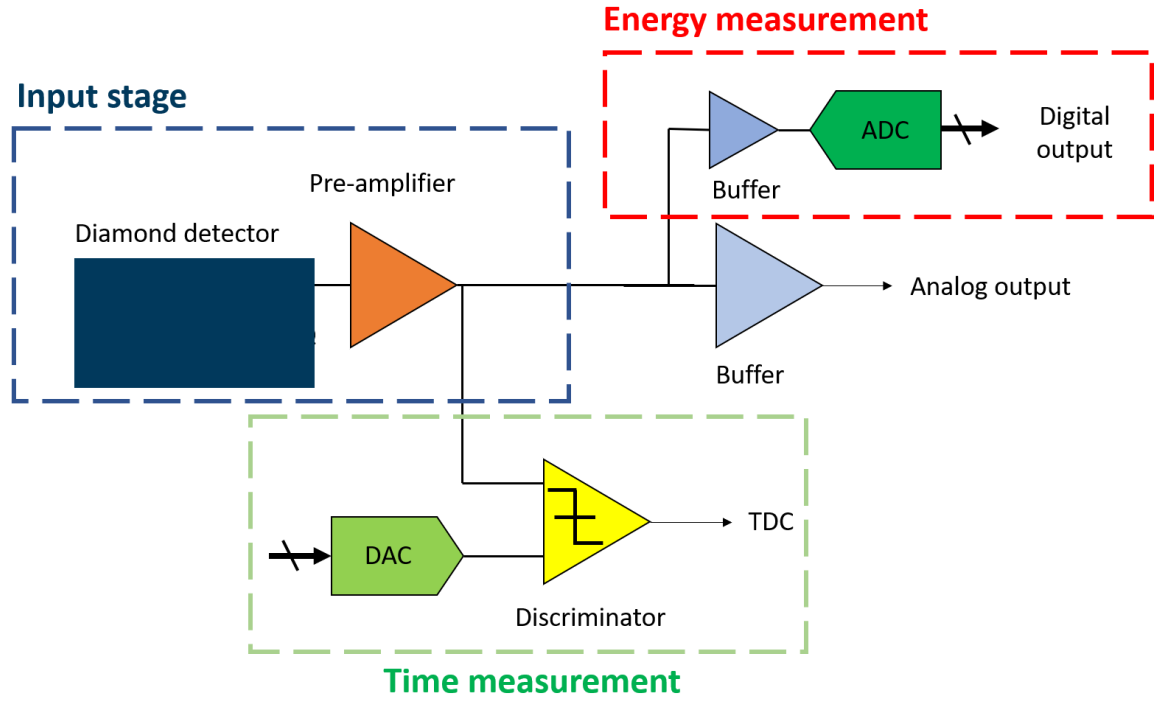 Energy measurement
Input stage
Digital
output
ADC
Buffer
Pre-amplifier
Diamond detector
Analog output
Buffer
TDC
DAC
Discriminator
Time measurement